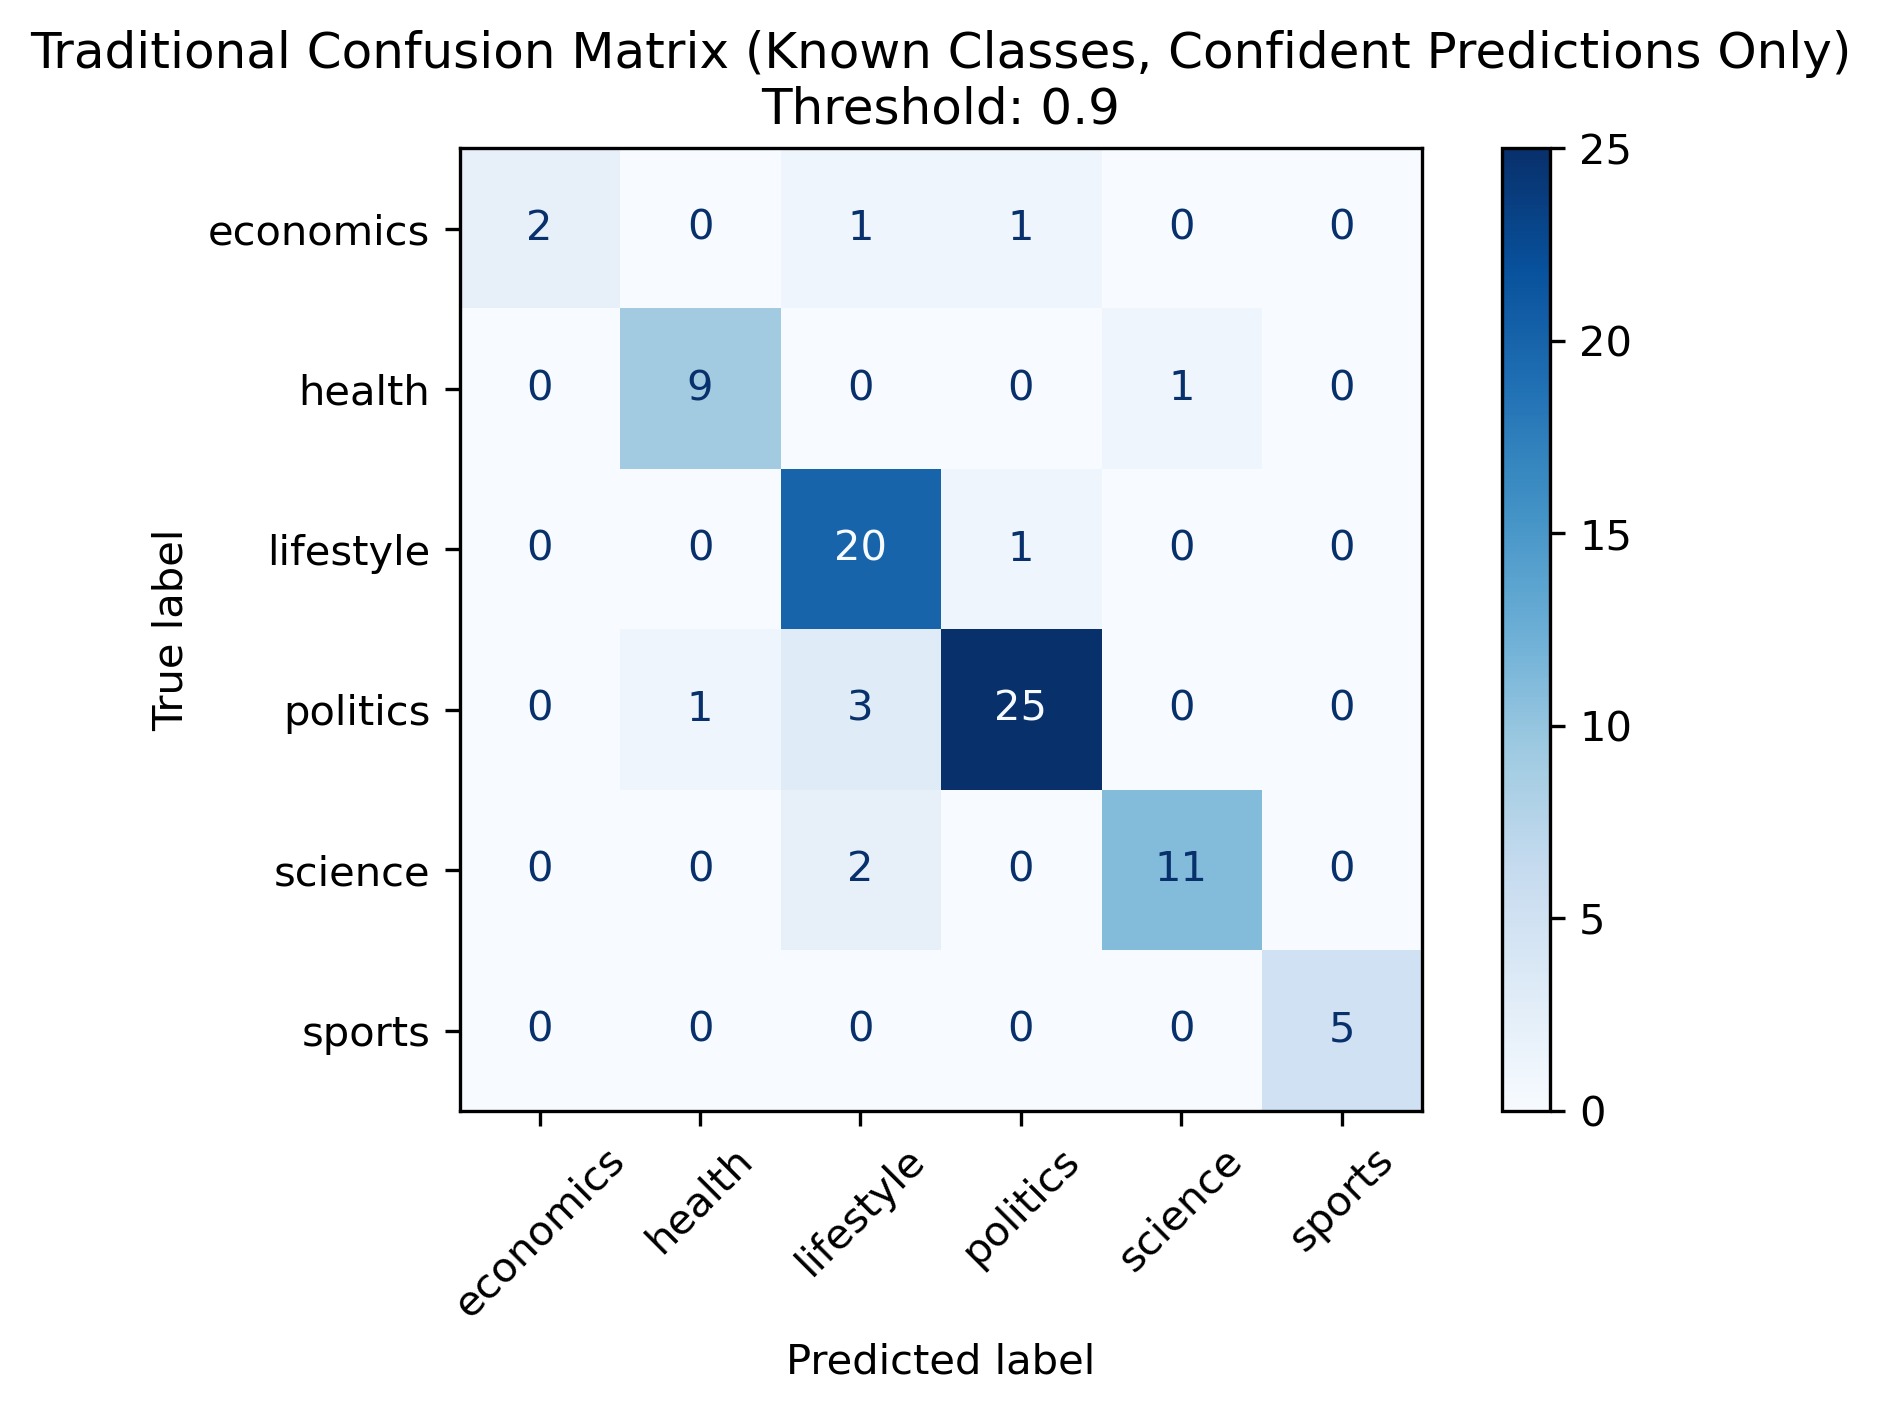 Traditional Confusion Matrix (Known Classes, Confident Predictions Only)
Threshold: 0.9
economics 2 0 1 1 0 0
health 0 9 0 0 1 0
lifestyle 0 0 20 1 0 0
politics 0 1 3 25 0 0
science 0 0 2 0 11 0
sports 0 0 0 0 0 5
True label
economics health lifestyle politics science sports
Predicted label
25
20
15
10
5
0